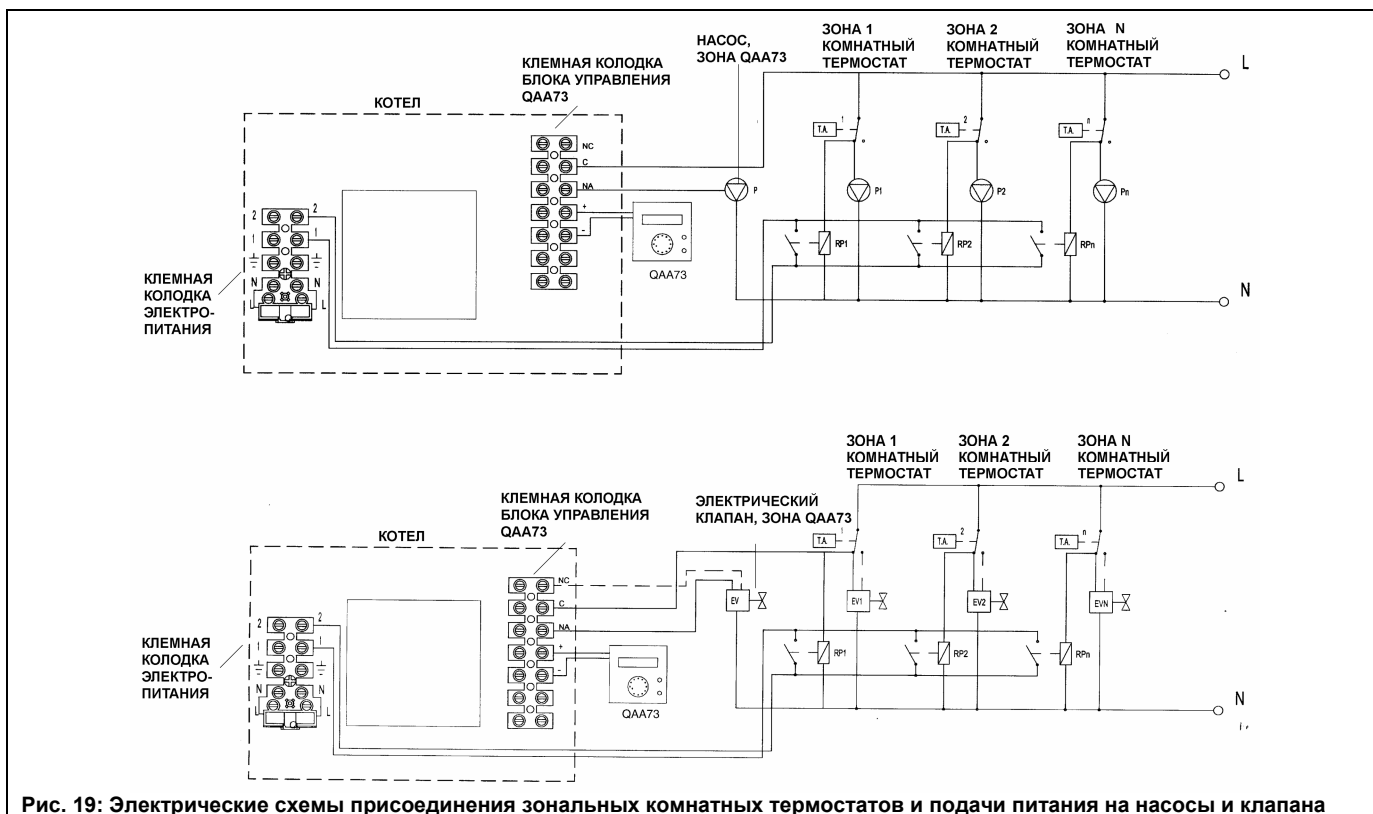 НАСОС,
ЗОНА QAA73
ЗОНА 1
КОМНАТНЫЙ
ТЕРМОСТАТ
ЗОНА 2
КОМНАТНЫЙ
ТЕРМОСТАТ
ЗОНА N
КОМНАТНЫЙ
ТЕРМОСТАТ
L
КЛЕМНАЯ КОЛОДКА
БЛОКА УПРАВЛЕНИЯ
QAA73
КОТЕЛ
NC
C
NA
+
-
T.A.
1
T.A.
2
T.A.
n
P
P1
P2
Pn
2
2
1
1
N
N
L
L
QAA73
RP1
RP2
RPn
N
КЛЕМНАЯ
КОЛОДКА
ЭЛЕКТРО-
ПИТАНИЯ
ЗОНА 1
КОМНАТНЫЙ
ТЕРМОСТАТ
ЗОНА 2
КОМНАТНЫЙ
ТЕРМОСТАТ
ЗОНА N
КОМНАТНЫЙ
ТЕРМОСТАТ
L
КЛЕМНАЯ КОЛОДКА
БЛОКА УПРАВЛЕНИЯ
QAA73
ЭЛЕКТРИЧЕСКИЙ
КЛАПАН, ЗОНА QAA73
КОТЕЛ
NC
C
NA
+
-
T.A.
1
T.A.
2
T.A.
n
EV
EV1
EV2
EVN
2
2
1
1
N
N
L
L
QAA73
RP1
RP2
RPn
N
КЛЕМНАЯ
КОЛОДКА
ЭЛЕКТРО-
ПИТАНИЯ
Рис. 19: Электрические схемы присоединения зональных комнатных термостатов и подачи питания на насосы и клапана